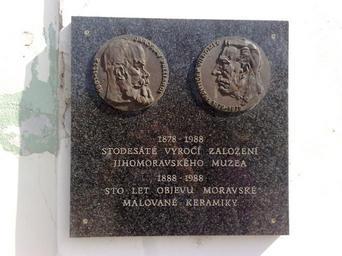 1878-1988
STODESÁTÉ VÝROČÍ ZALOŽENÍ
JIHOMORAVSKÉHO MUZEA
1888-1988
STO LET OBJEVU MORAVSKÉ
MALOVANÉ KERAMIKY